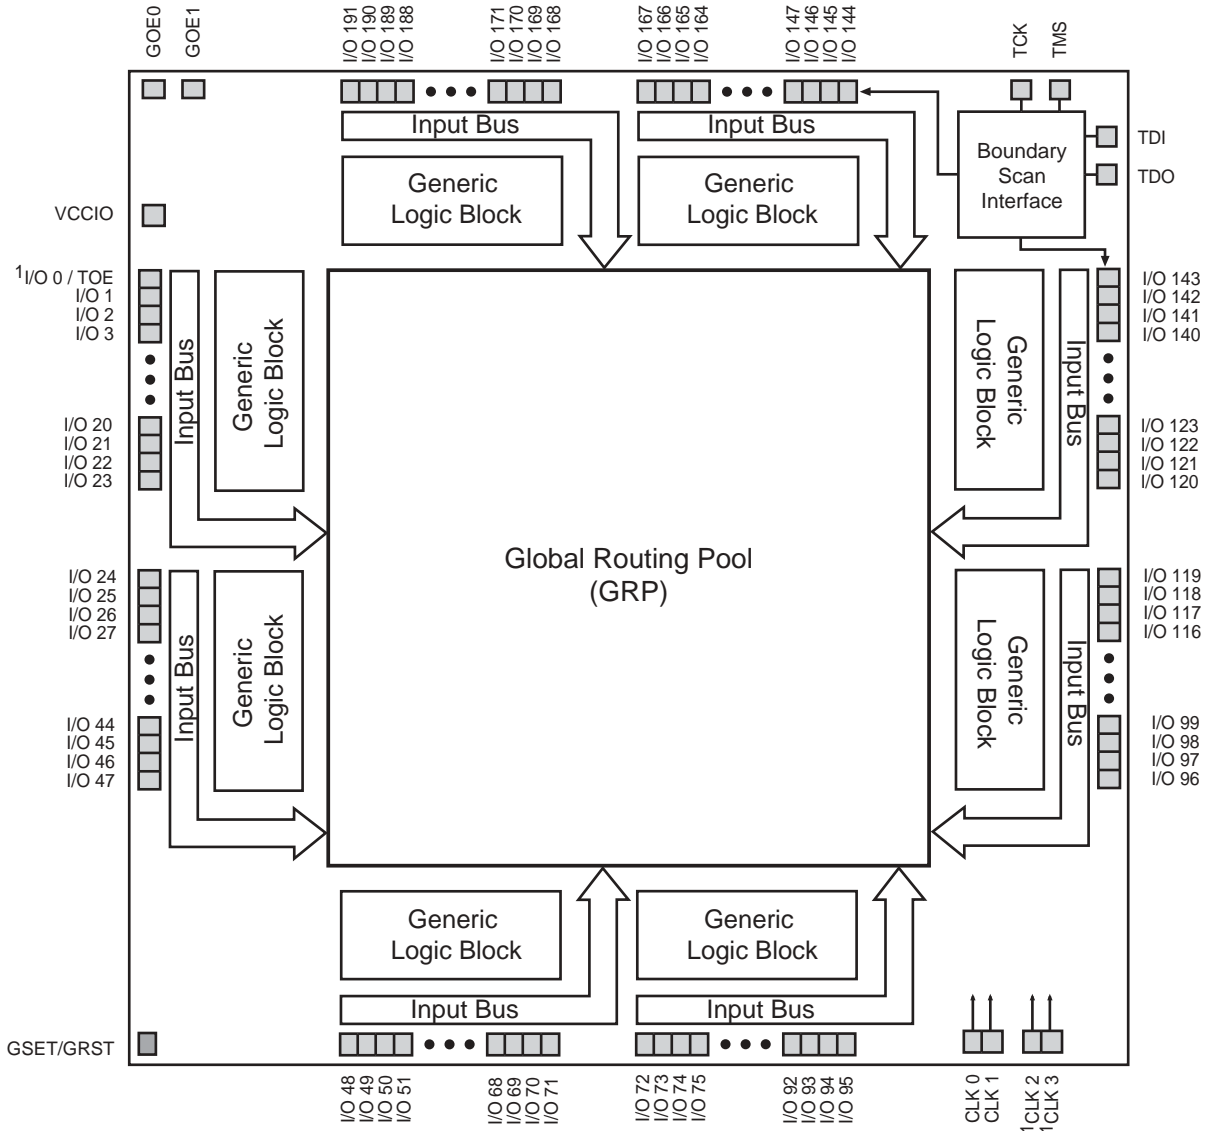 GOE0
GOE1
I/O 191
I/O 190
I/O 189
I/O 188
I/O 171
I/O 170
I/O 169
I/O 168
I/O 167
I/O 166
I/O 165
I/O 164
I/O 147
I/O 146
I/O 145
I/O 144
TCK
TMS
Input Bus
Input Bus
TDI
TDO
Boundary
Scan
Interface
Generic
Logic Block
Generic
Logic Block
VCCIO
1I/O 0 / TOE
I/O 1
I/O 2
I/O 3
I/O 20
I/O 21
I/O 22
I/O 23
Input Bus
Generic
Logic Block
Generic
Logic Block
Input Bus
I/O 143
I/O 142
I/O 141
I/O 140
I/O 123
I/O 122
I/O 121
I/O 120
Global Routing Pool
(GRP)
I/O 24
I/O 25
I/O 26
I/O 27
I/O 44
I/O 45
I/O 46
I/O 47
Input Bus
Generic
Logic Block
Generic
Logic Block
Input Bus
I/O 119
I/O 118
I/O 117
I/O 116
I/O 99
I/O 98
I/O 97
I/O 96
Generic
Logic Block
Generic
Logic Block
Input Bus
Input Bus
GSET/GRST
I/O 48
I/O 49
I/O 50
I/O 51
I/O 68
I/O 69
I/O 70
I/O 71
I/O 72
I/O 73
I/O 74
I/O 75
I/O 92
I/O 93
I/O 94
I/O 95
CLK 0
CLK 1
1CLK 2
1CLK 3